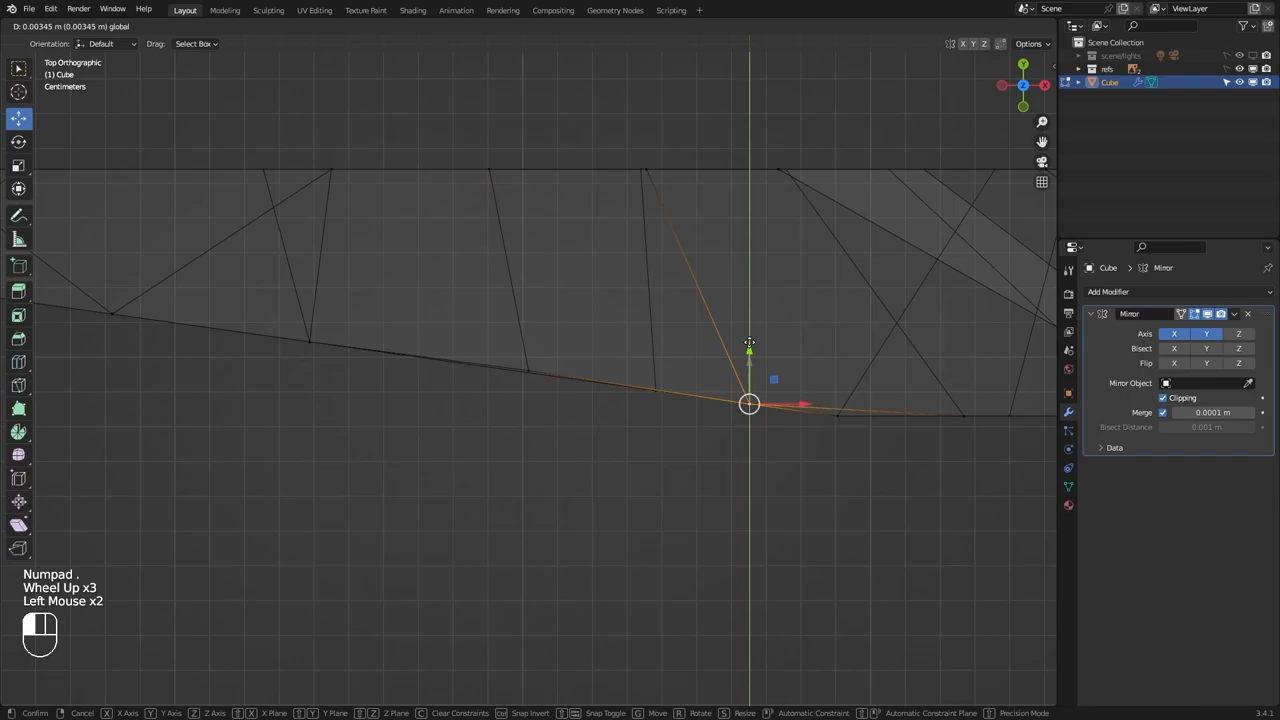 File Edit Render Window Help Layout Modeling Sculpting UV Editing Texture Paint Shading Animation Rendering Compositing Geometry Nodes Scripting + Scene ViewLayer
D: 0.00345 m (0.00345 m) global
Orientation: Default Drag: Select Box X Y Z Options
Top Orthographic
(1) Cube
Centimeters
Y
Z
X
Scene Collection
scene/lights
refs 2
Cube
Cube Mirror
Add Modifier
Mirror
Axis X Y Z
Bisect X Y Z
Flip X Y Z
Mirror Object
Clipping
Merge 0.0001 m
Bisect Distance 0.001 m
Data
Numpad .
Wheel Up x3
Left Mouse x2
Confirm Cancel X X Axis Y Y Axis Z Z Axis X X Plane Y Y Plane Z Z Plane C Clear Constraints Snap Invert Snap Toggle G Move R Rotate S Resize Automatic Constraint Automatic Constraint Plane Precision Mode 3.4.1